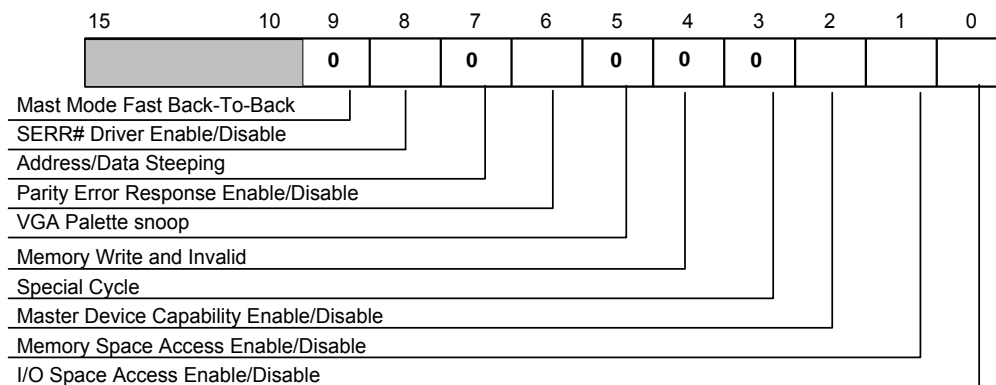 15 10 9 8 7 6 5 4 3 2 1 0
0 0 0 0 0
Mast Mode Fast Back-To-Back
SERR# Driver Enable/Disable
Address/Data Steeping
Parity Error Response Enable/Disable
VGA Palette snoop
Memory Write and Invalid
Special Cycle
Master Device Capability Enable/Disable
Memory Space Access Enable/Disable
I/O Space Access Enable/Disable